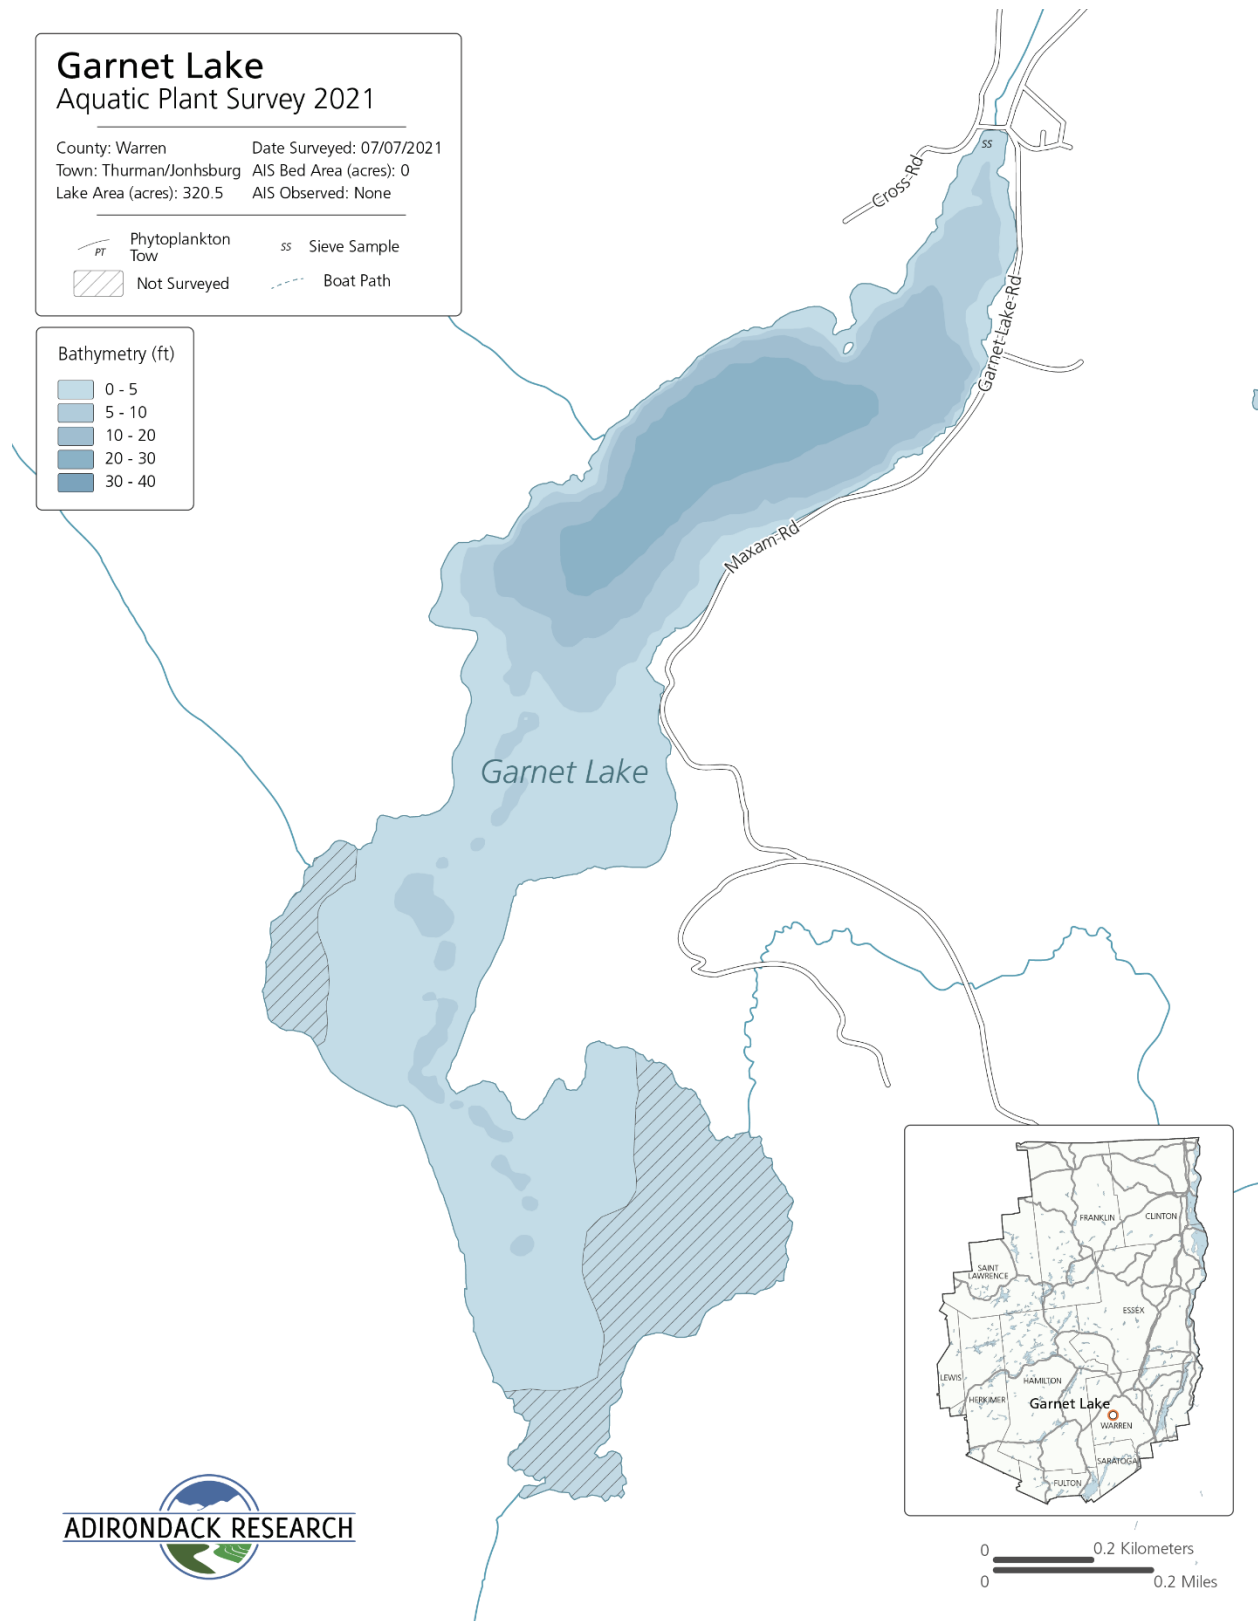 Garnet Lake
Aquatic Plant Survey 2021
County: Warren
Date Surveyed: 07/07/2021
Town: Thurman/Jonhsburg
AIS Bed Area (acres): 0
Lake Area (acres): 320.5
AIS Observed: None
PT
Phytoplankton
Tow
SS
Sieve Sample
Not Surveyed
Boat Path
Bathymetry (ft)
0 - 5
5 - 10
10 - 20
20 - 30
30 - 40
SS
Cross Rd
Garnet Lake Rd
Maxam Rd
Garnet Lake
FRANKLIN
CLINTON
SAINT
LAWRENCE
ESSEX
LEWIS
HAMILTON
HERKIMER
Garnet Lake
WARREN
SARATOGA
FULTON
ADIRONDACK RESEARCH
0
0.2 Kilometers
0
0.2 Miles